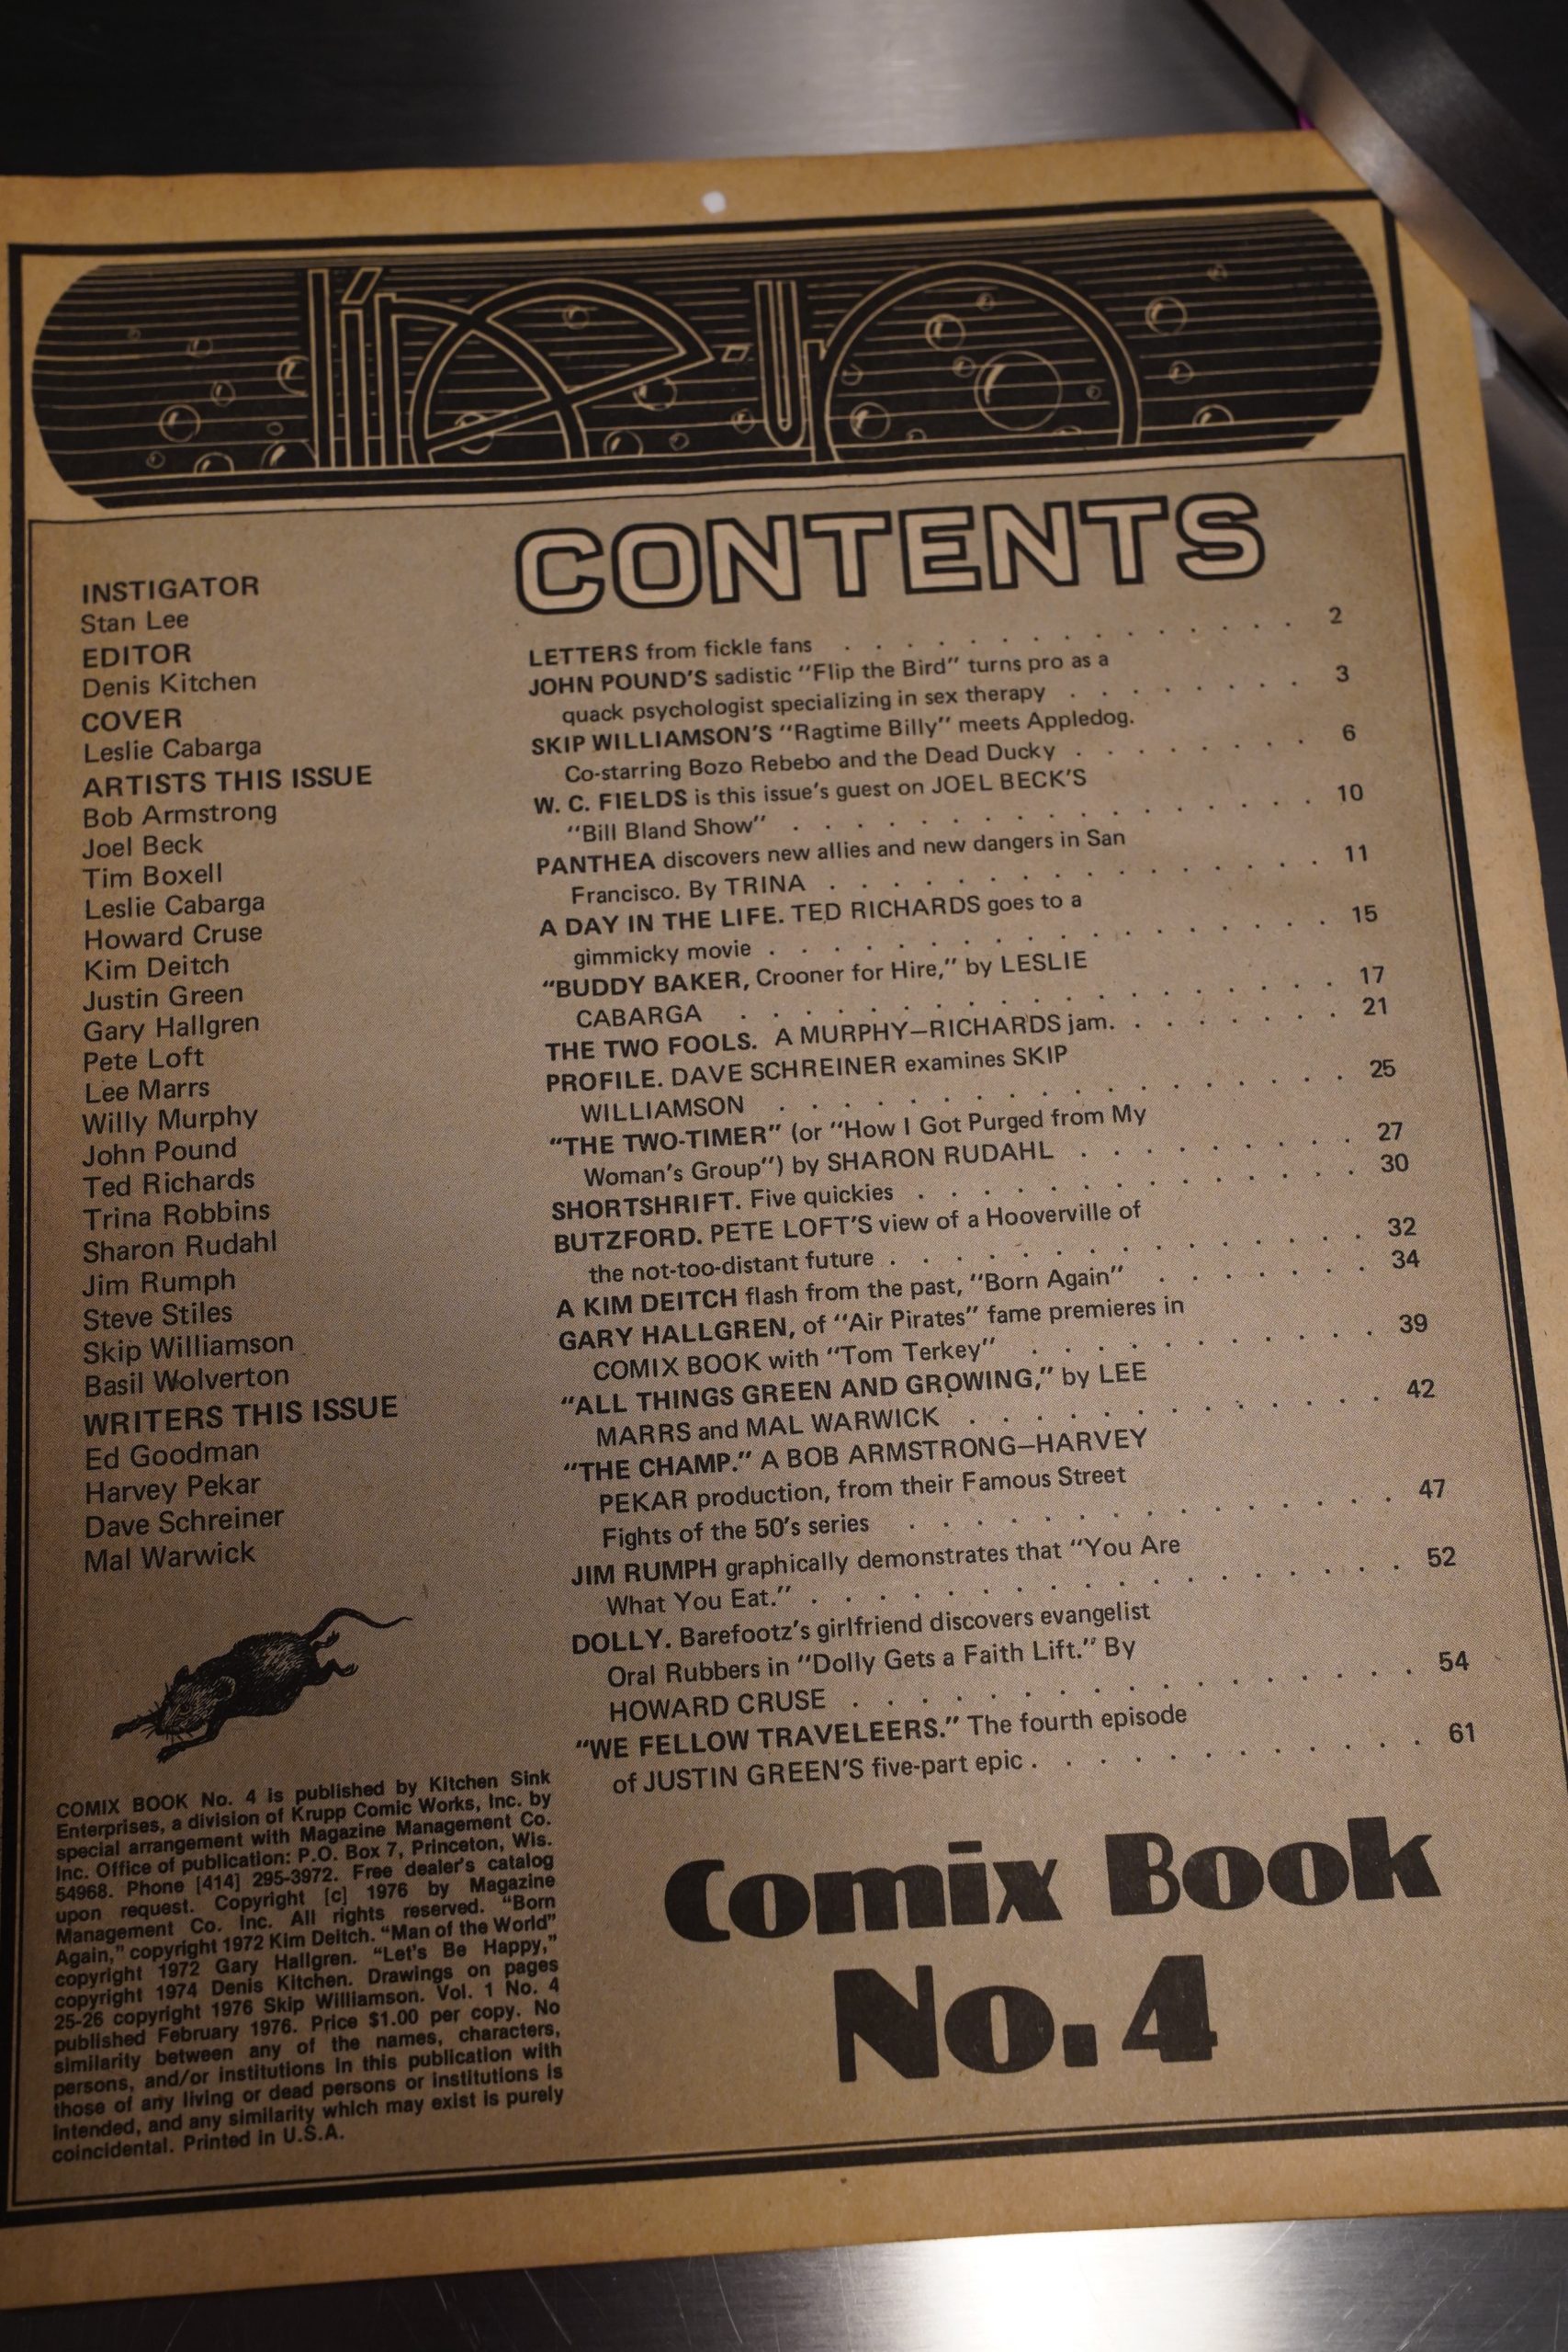 line-up
CONTENTS
INSTIGATOR
Stan Lee
EDITOR
Denis Kitchen
COVER
Leslie Cabarga
ARTISTS THIS ISSUE
Bob Armstrong
Joel Beck
Tim Boxell
Leslie Cabarga
Howard Cruse
Kim Deitch
Justin Green
Gary Hallgren
Pete Loft
Lee Marrs
Willy Murphy
John Pound
Ted Richards
Trina Robbins
Sharon Rudahl
Jim Rumph
Steve Stiles
Skip Williamson
Basil Wolverton
WRITERS THIS ISSUE
Ed Goodman
Harvey Pekar
Dave Schreiner
Mal Warwick
COMIX BOOK No. 4 is published by Kitchen Sink
Enterprises, a division of Krupp Comic Works, Inc. by
special arrangement with Magazine Management Co.
Inc. Office of publication: P.O. Box 7, Princeton, Wis.
54968. Phone [414] 295-3972. Free dealer's catalog
upon request. Copyright [c] 1976 by Magazine
Management Co. Inc. All rights reserved. "Born
Again," copyright 1972 Kim Deitch. "Man of the World"
copyright 1972 Gary Hallgren. "Let's Be Happy,"
copyright 1974 Denis Kitchen. Drawings on pages
25-26 copyright 1976 Skip Williamson. Vol. 1 No. 4
published February 1976. Price $1.00 per copy. No
similarity between any of the names, characters,
persons, and/or institutions in this publication with
those of any living or dead persons or institutions is
intended, and any similarity which may exist is purely
coincidental. Printed in U.S.A.
LETTERS from fickle fans . . . . . . . . . . . . . . 2
JOHN POUND'S sadistic "Flip the Bird" turns pro as a
quack psychologist specializing in sex therapy . . . . . . . . 3
SKIP WILLIAMSON'S "Ragtime Billy" meets Appledog.
Co-starring Bozo Rebebo and the Dead Ducky . . . . . . . . 6
W. C. FIELDS is this issue's guest on JOEL BECK'S
"Bill Bland Show" . . . . . . . . . . . . . . . . . 10
PANTHEA discovers new allies and new dangers in San
Francisco. By TRINA . . . . . . . . . . . . . . . . 11
A DAY IN THE LIFE. TED RICHARDS goes to a
gimmicky movie . . . . . . . . . . . . . . . . . . 15
"BUDDY BAKER, Crooner for Hire," by LESLIE
CABARGA . . . . . . . . . . . . . . . . . . . 17
THE TWO FOOLS. A MURPHY—RICHARDS jam. . . . . . . . 21
PROFILE. DAVE SCHREINER examines SKIP
WILLIAMSON . . . . . . . . . . . . . . . . . . 25
"THE TWO-TIMER" (or "How I Got Purged from My
Woman's Group") by SHARON RUDAHL . . . . . . . . . 27
SHORTSHRIFT. Five quickies . . . . . . . . . . . . . . 30
BUTZFORD. PETE LOFT'S view of a Hooverville of
the not-too-distant future . . . . . . . . . . . . . . . 32
A KIM DEITCH flash from the past, "Born Again" . . . . . . . 34
GARY HALLGREN, of "Air Pirates" fame premieres in
COMIX BOOK with "Tom Terkey" . . . . . . . . . . . 39
"ALL THINGS GREEN AND GROWING," by LEE
MARRS and MAL WARWICK . . . . . . . . . . . . . 42
"THE CHAMP." A BOB ARMSTRONG—HARVEY
PEKAR production, from their Famous Street
Fights of the 50's series . . . . . . . . . . . . . . . 47
JIM RUMPH graphically demonstrates that "You Are
What You Eat." . . . . . . . . . . . . . . . . . . 52
DOLLY. Barefootz's girlfriend discovers evangelist
Oral Rubbers in "Dolly Gets a Faith Lift." By
HOWARD CRUSE . . . . . . . . . . . . . . . . . 54
"WE FELLOW TRAVELEERS." The fourth episode
of JUSTIN GREEN'S five-part epic . . . . . . . . . . . . 61
Comix Book
No. 4